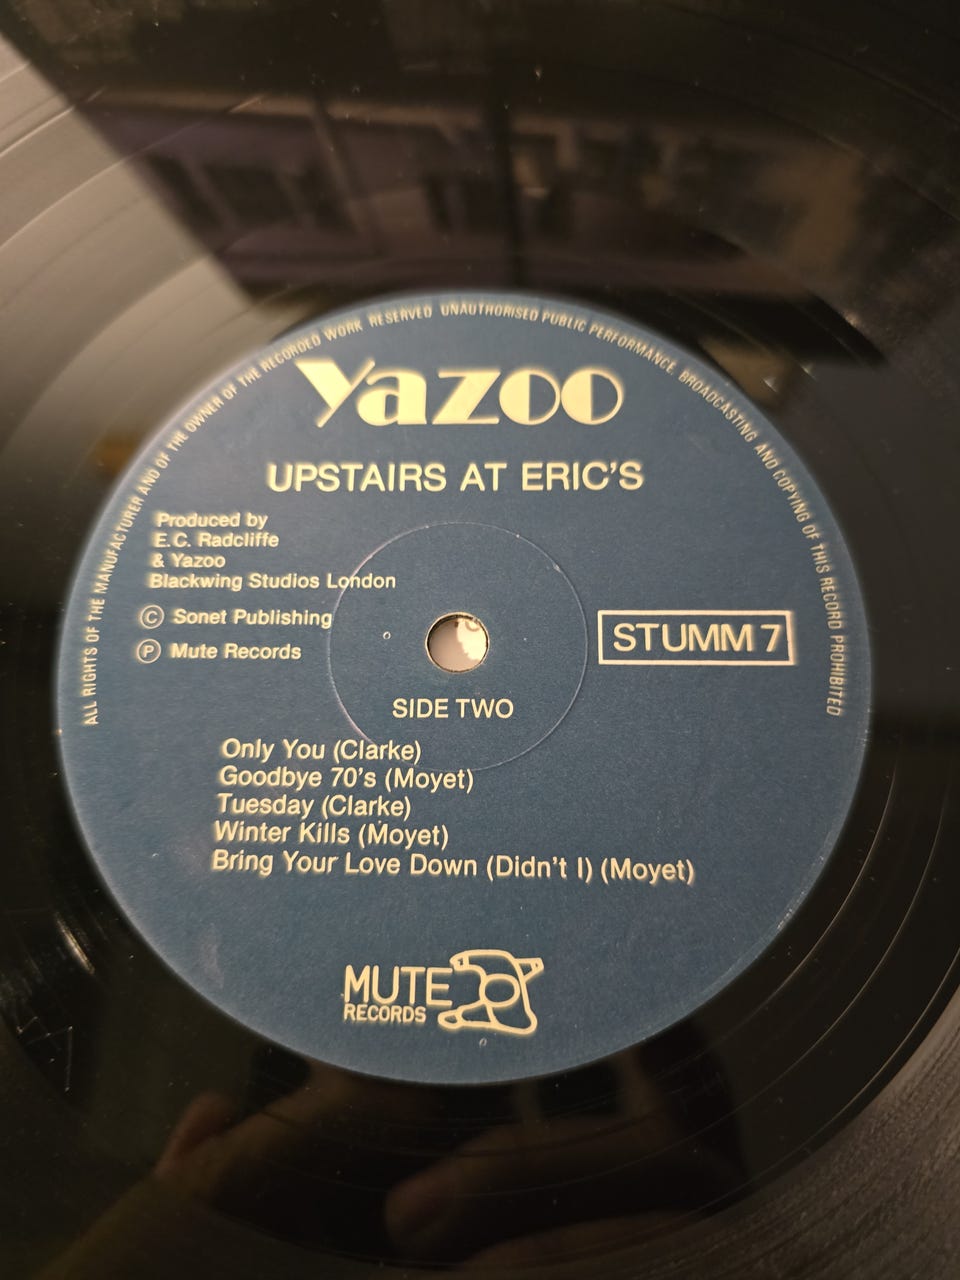 ALL RIGHTS OF THE MANUFACTURER AND OF THE OWNER OF THE RECORDED WORK RESERVED UNAUTHORISED PUBLIC PERFORMANCE, BROADCASTING AND COPYING OF THIS RECORD PROHIBITED
Yazoo
UPSTAIRS AT ERIC'S
Produced by
E.C. Radcliffe
& Yazoo
Blackwing Studios London
Ⓒ Sonet Publishing
Ⓟ Mute Records
STUMM 7
SIDE TWO
Only You (Clarke)
Goodbye 70's (Moyet)
Tuesday (Clarke)
Winter Kills (Moyet)
Bring Your Love Down (Didn't I) (Moyet)
MUTE
RECORDS